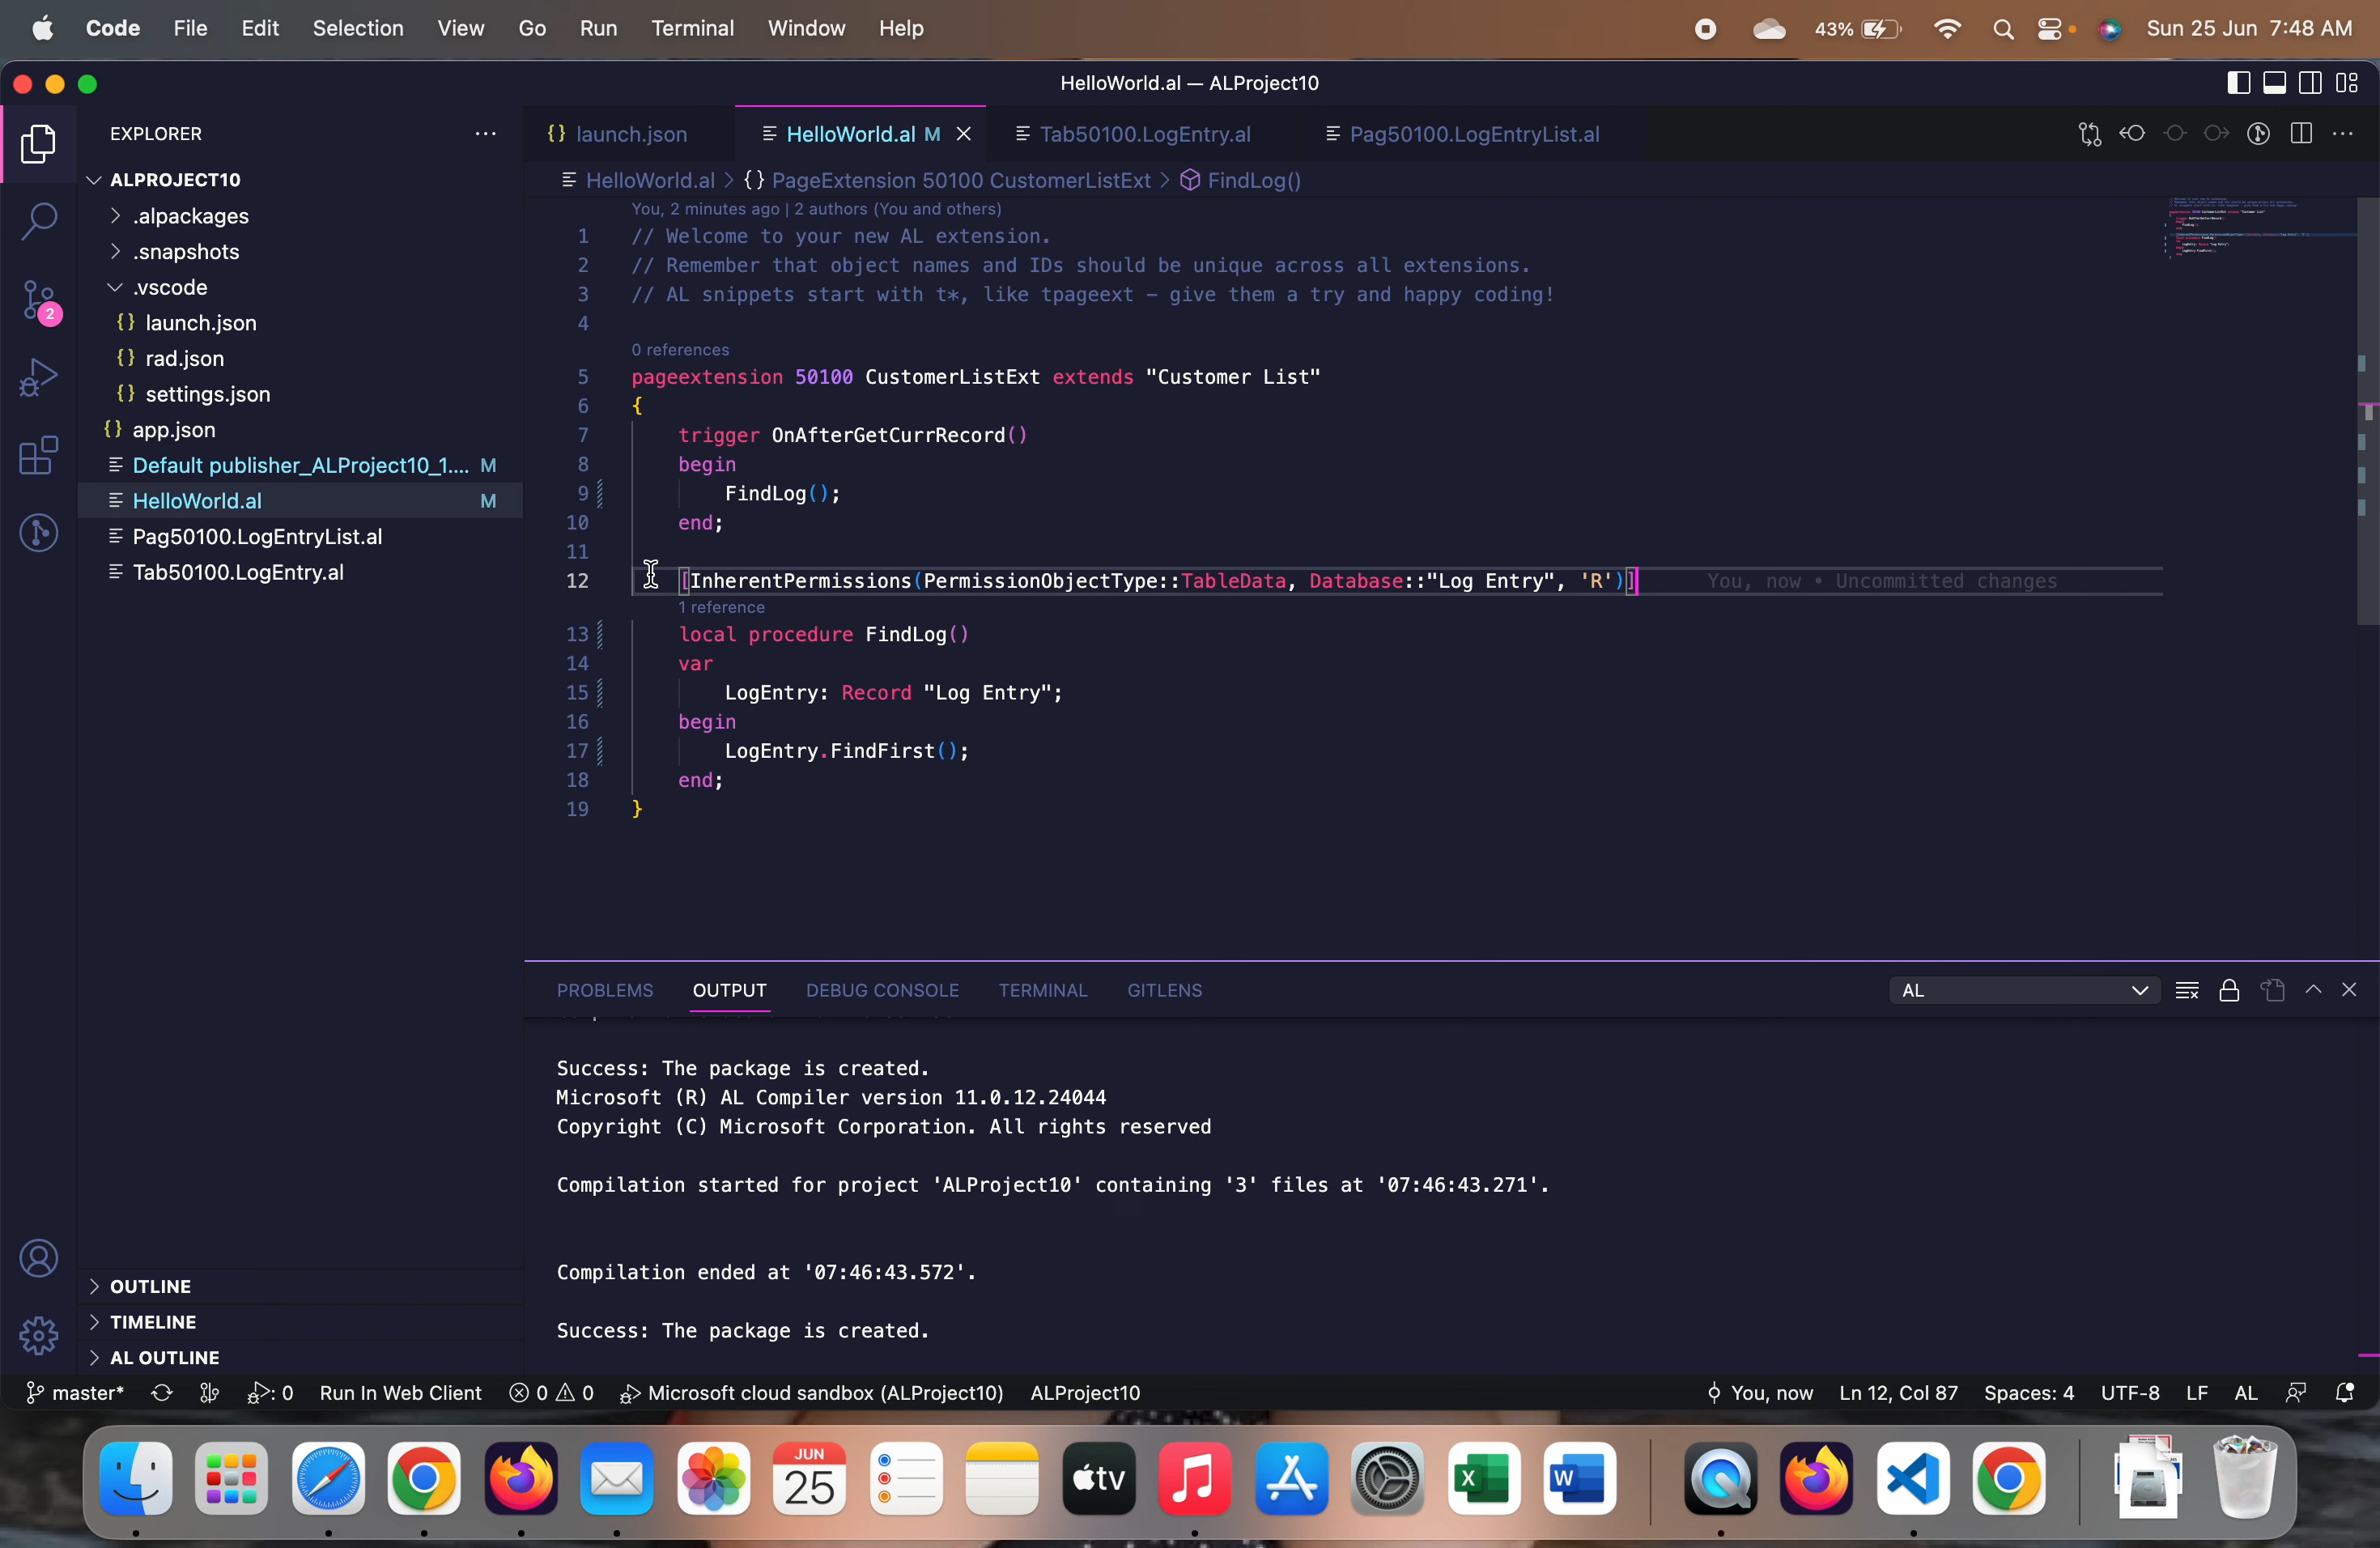 Code File Edit Selection View Go Run Terminal Window Help 43% Sun 25 Jun 7:48 AM
HelloWorld.al — ALProject10
EXPLORER
launch.json HelloWorld.al M Tab50100.LogEntry.al Pag50100.LogEntryList.al
HelloWorld.al > {} PageExtension 50100 CustomerListExt > FindLog()
ALPROJECT10
.alpackages
.snapshots
.vscode
{} launch.json
{} rad.json
{} settings.json
{} app.json
Default publisher_ALProject10_1.... M
HelloWorld.al M
Pag50100.LogEntryList.al
Tab50100.LogEntry.al
2
OUTLINE
TIMELINE
AL OUTLINE
You, 2 minutes ago | 2 authors (You and others)
1 // Welcome to your new AL extension.
2 // Remember that object names and IDs should be unique across all extensions.
3 // AL snippets start with t*, like tpageext – give them a try and happy coding!
4
0 references
5 pageextension 50100 CustomerListExt extends "Customer List"
6 {
7 trigger OnAfterGetCurrRecord()
8 begin
9 FindLog();
10 end;
11
12 [InherentPermissions(PermissionObjectType::TableData, Database::"Log Entry", 'R')] You, now • Uncommitted changes
1 reference
13 local procedure FindLog()
14 var
15 LogEntry: Record "Log Entry";
16 begin
17 LogEntry.FindFirst();
18 end;
19 }
PROBLEMS OUTPUT DEBUG CONSOLE TERMINAL GITLENS AL
Success: The package is created.
Microsoft (R) AL Compiler version 11.0.12.24044
Copyright (C) Microsoft Corporation. All rights reserved
Compilation started for project 'ALProject10' containing '3' files at '07:46:43.271'.
Compilation ended at '07:46:43.572'.
Success: The package is created.
master* : 0 Run In Web Client 0 0 Microsoft cloud sandbox (ALProject10) ALProject10 You, now Ln 12, Col 87 Spaces: 4 UTF-8 LF AL
JUN
25
tv
X
W